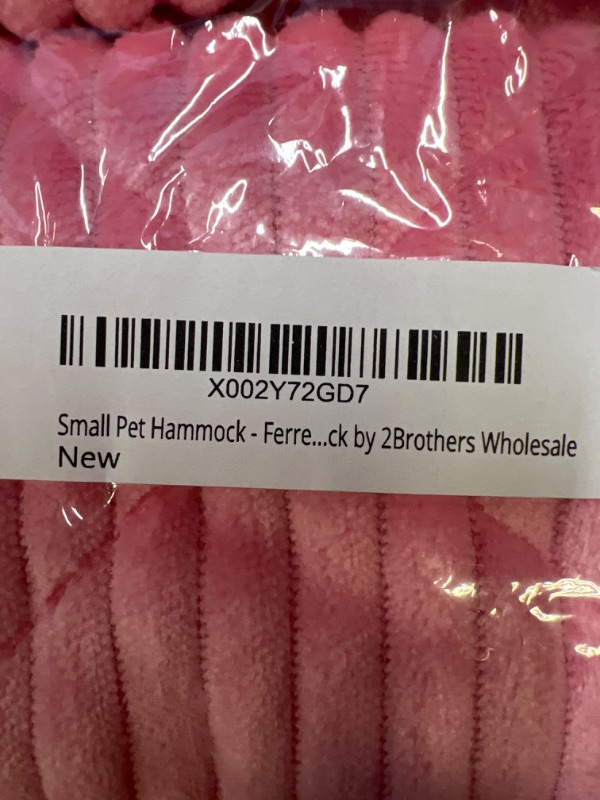 X002Y72GD7
Small Pet Hammock - Ferre...ck by 2Brothers Wholesale
New